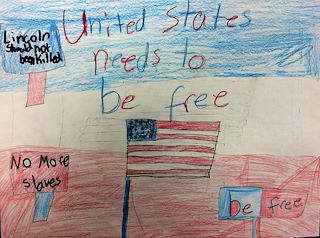 United States
needs to
be free
Lincoln
should not
be killed
No More
slaves
be free